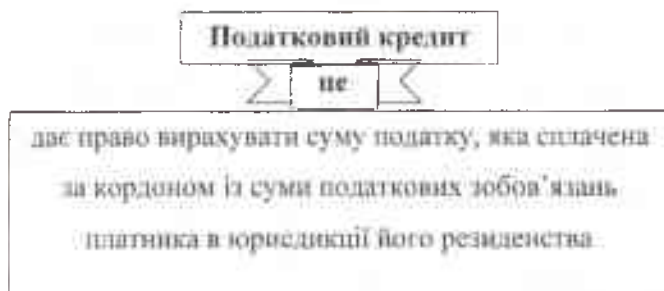 Податковий кредит
це
дає право вирахувати суму податку, яка сплачена
за кордоном із суми податкових зобов’язань
платника в юрисдикції його резиденства